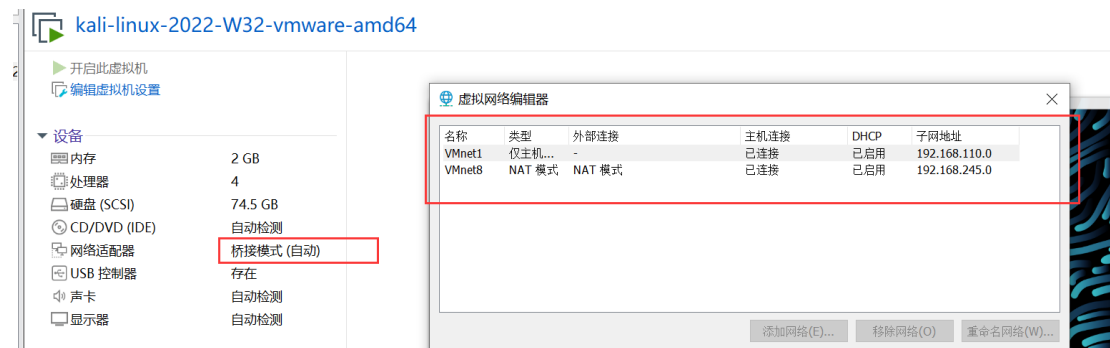 kali-linux-2022-W32-vmware-amd64
开启此虚拟机
编辑虚拟机设置
设备
内存 2 GB
处理器 4
硬盘 (SCSI) 74.5 GB
CD/DVD (IDE) 自动检测
网络适配器 桥接模式 (自动)
USB 控制器 存在
声卡 自动检测
显示器 自动检测
虚拟网络编辑器
名称 类型 外部连接 主机连接 DHCP 子网地址
VMnet1 仅主机... - 已连接 已启用 192.168.110.0
VMnet8 NAT 模式 NAT 模式 已连接 已启用 192.168.245.0
添加网络(E)... 移除网络(O) 重命名网络(W)...